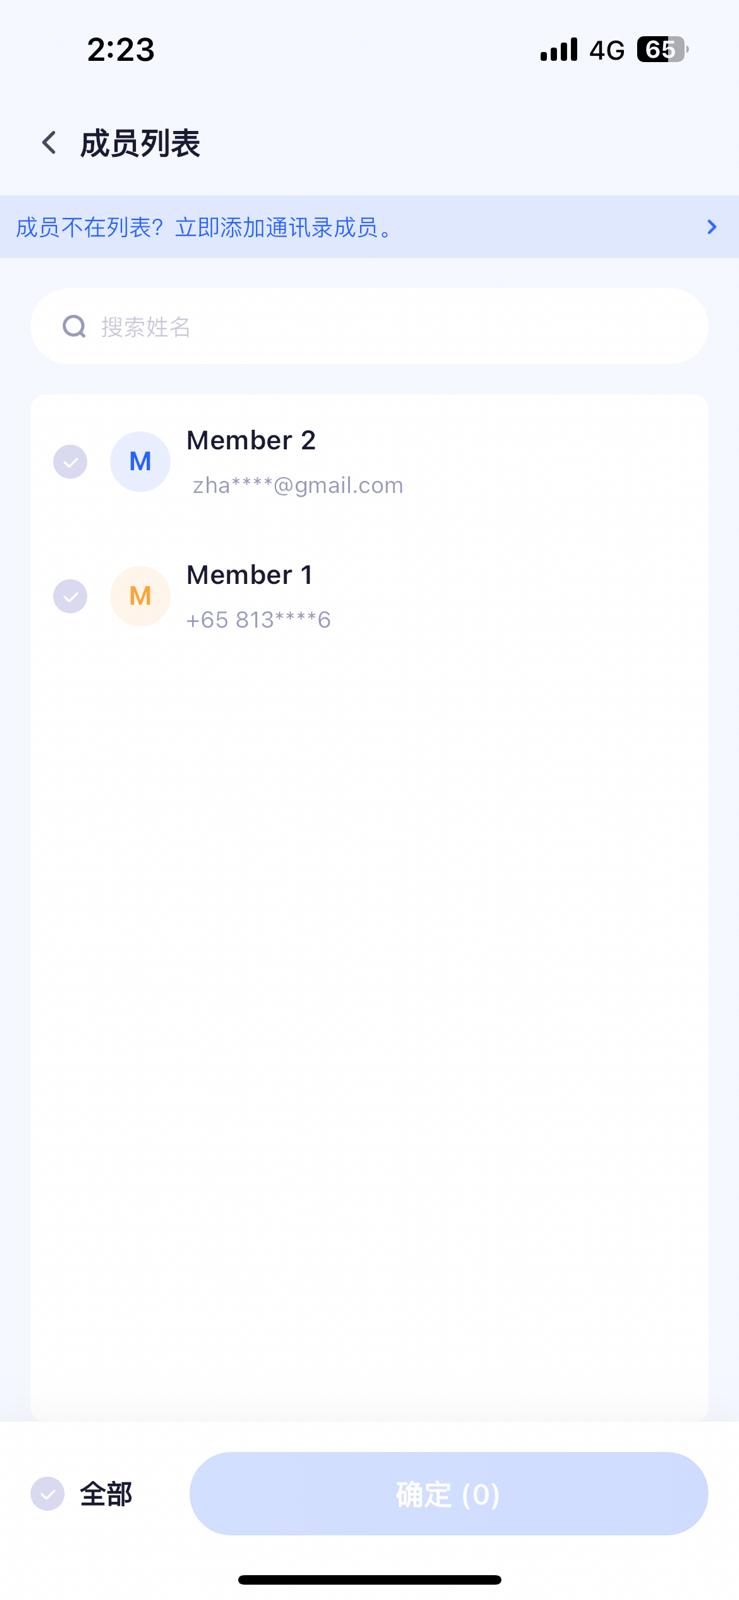 2:23
4G
65
成员列表
成员不在列表？立即添加通讯录成员。
搜索姓名
M
Member 2
zha****@gmail.com
M
Member 1
+65 813****6
全部
确定 (0)